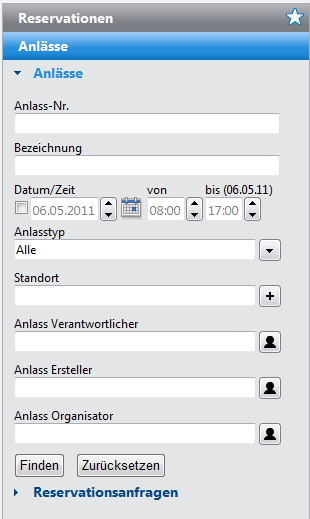 Reservationen
Anlässe
Anlässe
Anlass-Nr.
Bezeichnung
Datum/Zeit von bis (06.05.11)
06.05.2011 08:00 17:00
Anlasstyp
Alle
Standort
Anlass Verantwortlicher
Anlass Ersteller
Anlass Organisator
Finden Zurücksetzen
Reservationsanfragen